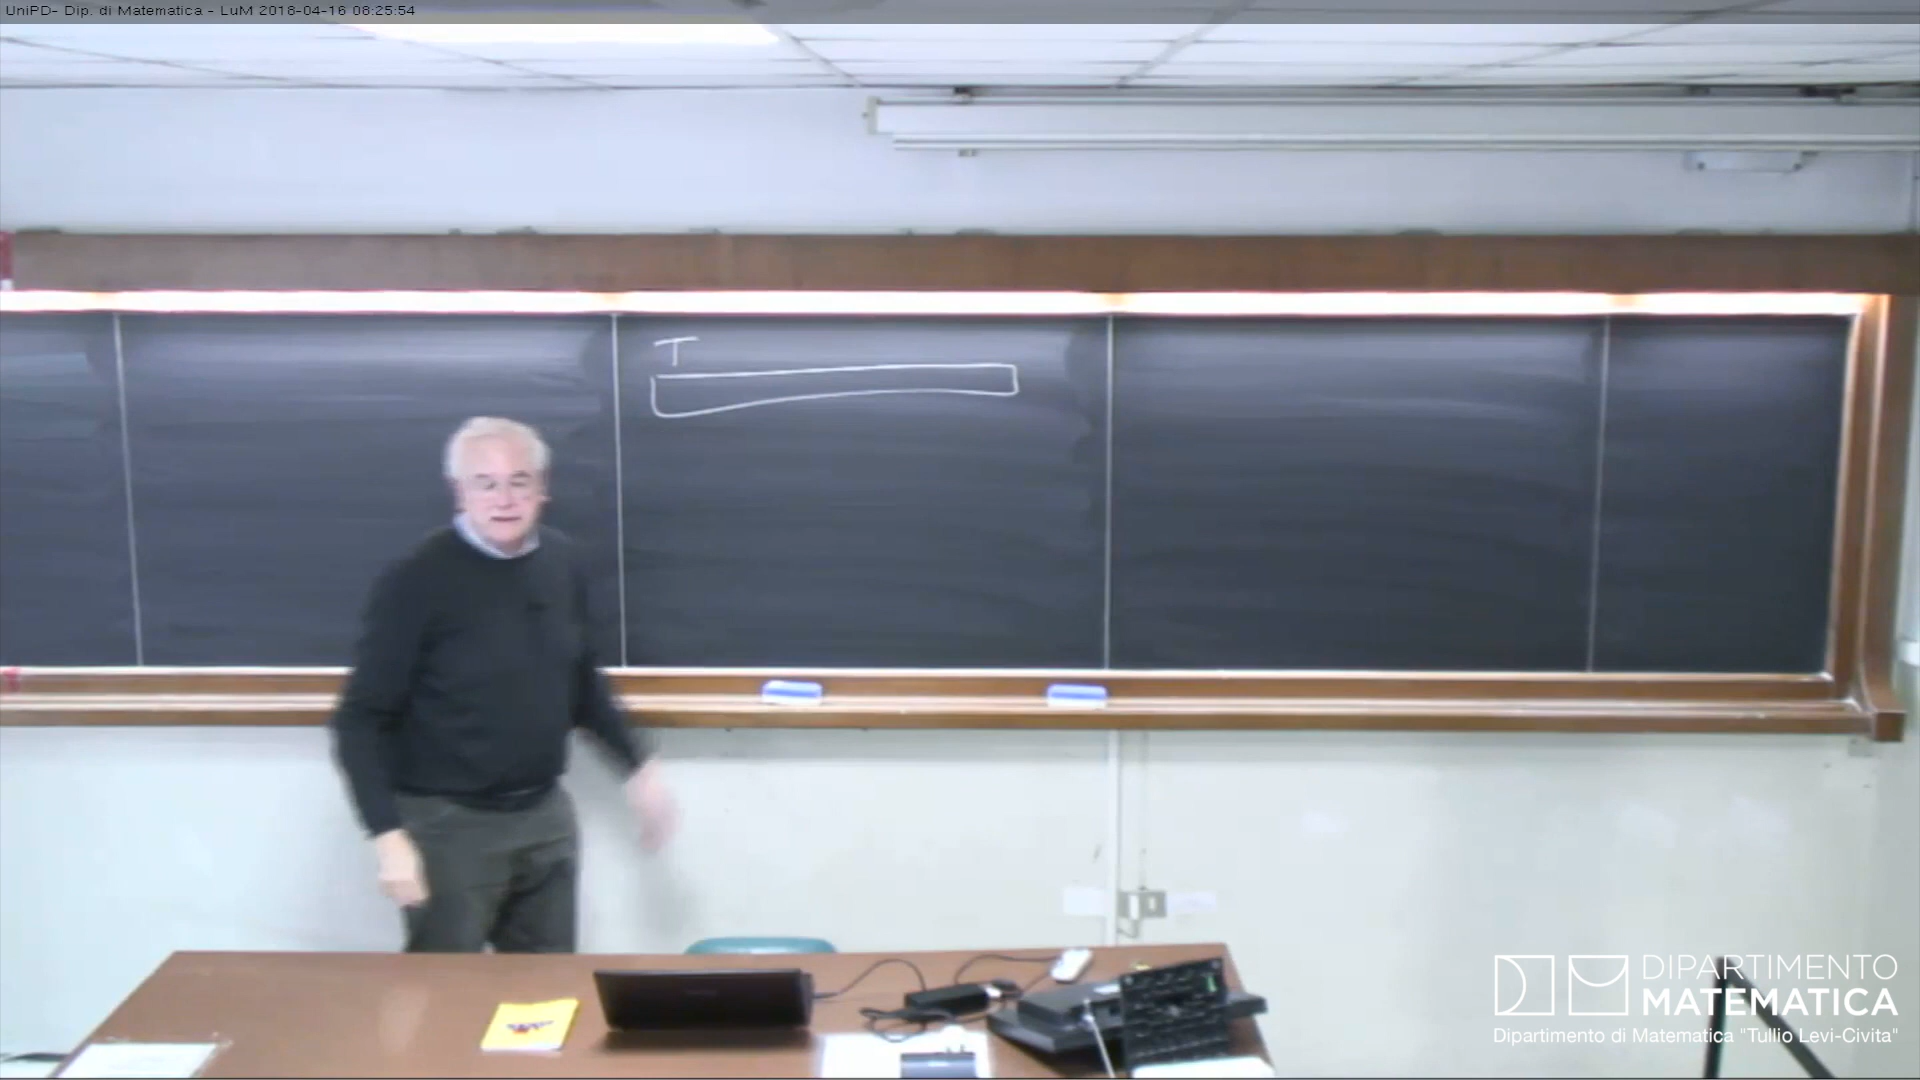 UniPD- Dip. di Matematica - LuM 2018-04-16 08:25:54
T
DIPARTIMENTO
MATEMATICA
Dipartimento di Matematica "Tullio Levi-Civita"